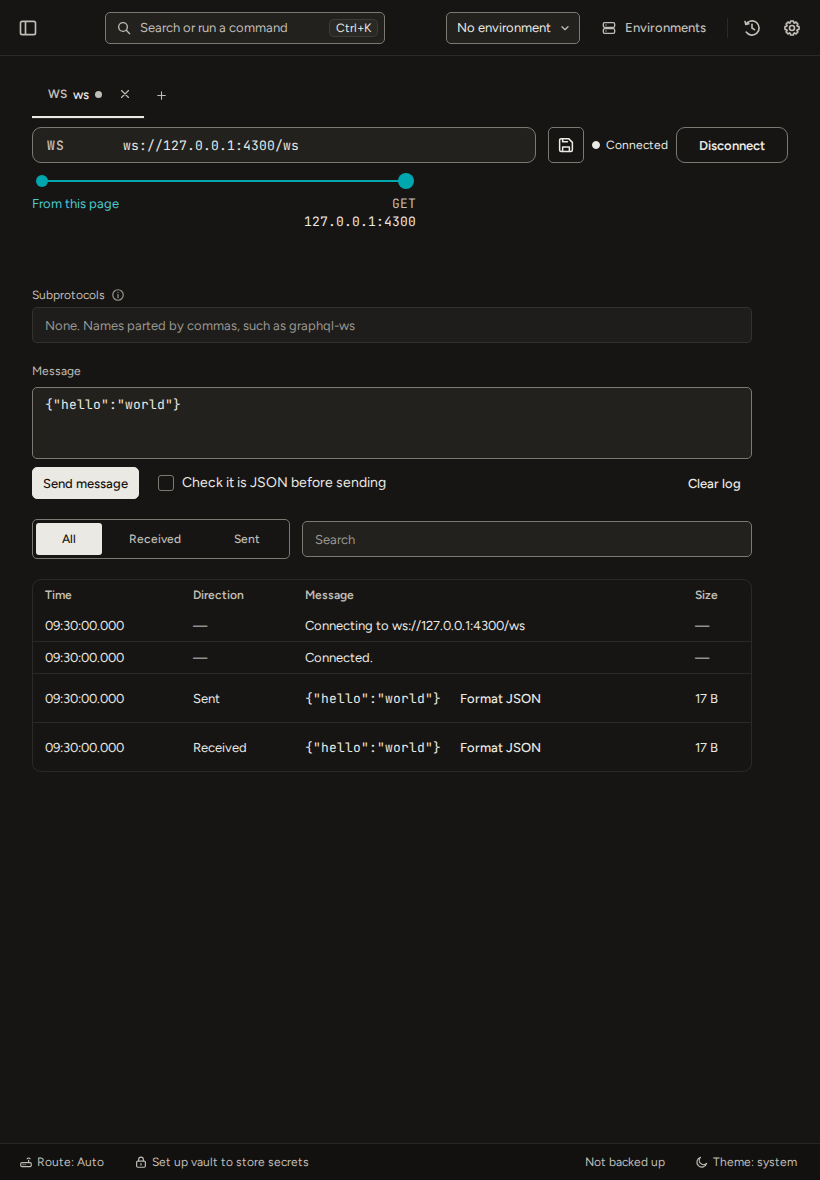 Search or run a command Ctrl+K No environment Environments
WS ws
WS ws://127.0.0.1:4300/ws Connected Disconnect
From this page GET
127.0.0.1:4300
Subprotocols
None. Names parted by commas, such as graphql-ws
Message
{"hello":"world"}
Send message Check it is JSON before sending Clear log
All Received Sent Search
Time Direction Message Size
09:30:00.000 — Connecting to ws://127.0.0.1:4300/ws —
09:30:00.000 — Connected. —
09:30:00.000 Sent {"hello":"world"} Format JSON 17 B
09:30:00.000 Received {"hello":"world"} Format JSON 17 B
Route: Auto Set up vault to store secrets Not backed up Theme: system